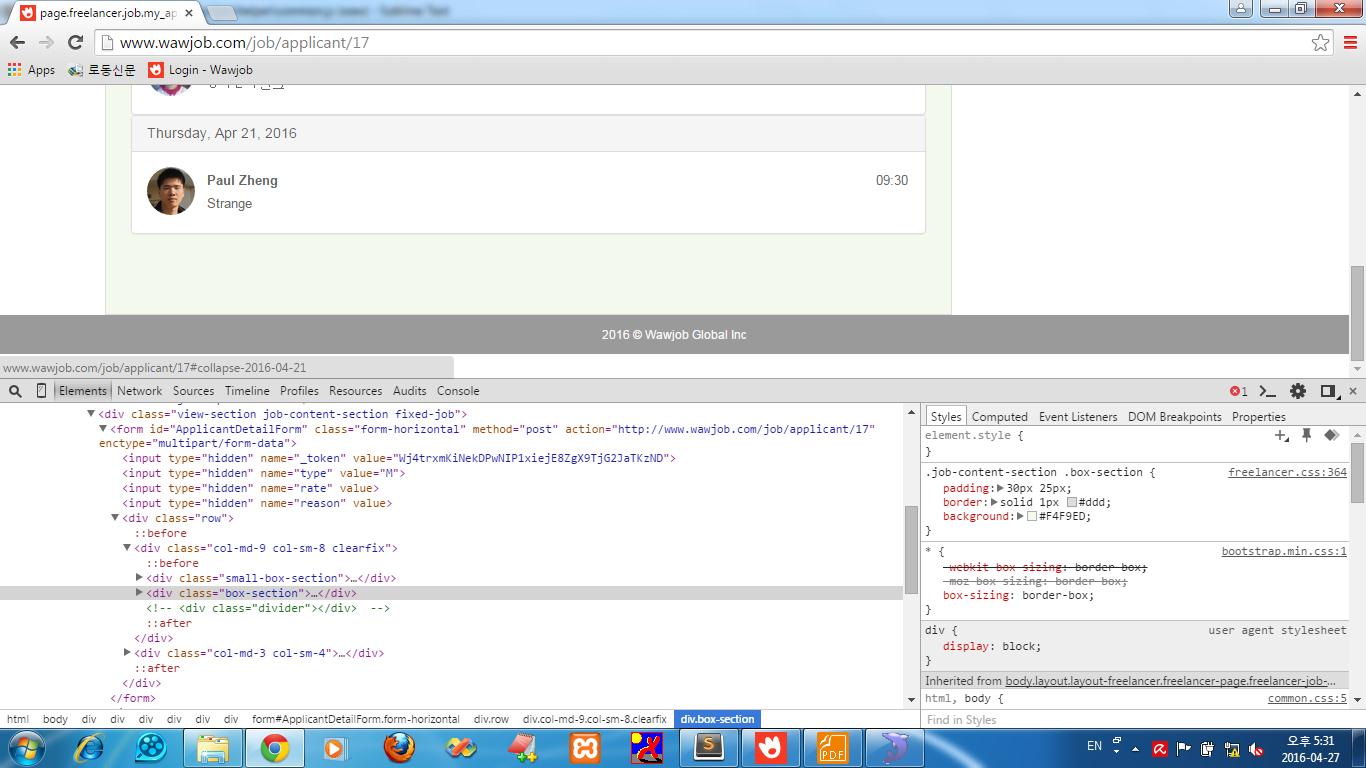 page.freelancer.job.my_ap
www.wawjob.com/job/applicant/17
Apps
로동신문
Login - Wawjob
Thursday, Apr 21, 2016
Paul Zheng
09:30
Strange
2016 © Wawjob Global Inc
www.wawjob.com/job/applicant/17#collapse-2016-04-21
Elements Network Sources Timeline Profiles Resources Audits Console
1
<div class="view-section job-content-section fixed-job">
<form id="ApplicantDetailForm" class="form-horizontal" method="post" action="http://www.wawjob.com/job/applicant/17"
enctype="multipart/form-data">
<input type="hidden" name="_token" value="Wj4trxmKiNekDPwNIP1xiejE8ZgX9TjG2JaTKzND">
<input type="hidden" name="type" value="M">
<input type="hidden" name="rate" value>
<input type="hidden" name="reason" value>
<div class="row">
::before
<div class="col-md-9 col-sm-8 clearfix">
::before
<div class="small-box-section">…</div>
<div class="box-section">…</div>
<!-- <div class="divider"></div>  -->
::after
</div>
<div class="col-md-3 col-sm-4">…</div>
::after
</div>
</form>
html body div div div div div form#ApplicantDetailForm.form-horizontal div.row div.col-md-9.col-sm-8.clearfix div.box-section
Styles Computed Event Listeners DOM Breakpoints Properties
element.style {
}
.job-content-section .box-section {
freelancer.css:364
padding: 30px 25px;
border: solid 1px #ddd;
background: #F4F9ED;
}
* {
bootstrap.min.css:1
-webkit-box-sizing: border-box;
-moz-box-sizing: border-box;
box-sizing: border-box;
}
div {
user agent stylesheet
display: block;
}
Inherited from body.layout.layout-freelancer.freelancer-page.freelancer-job-…
html, body {
common.css:5
Find in Styles
PDF
EN
오후 5:31
2016-04-27